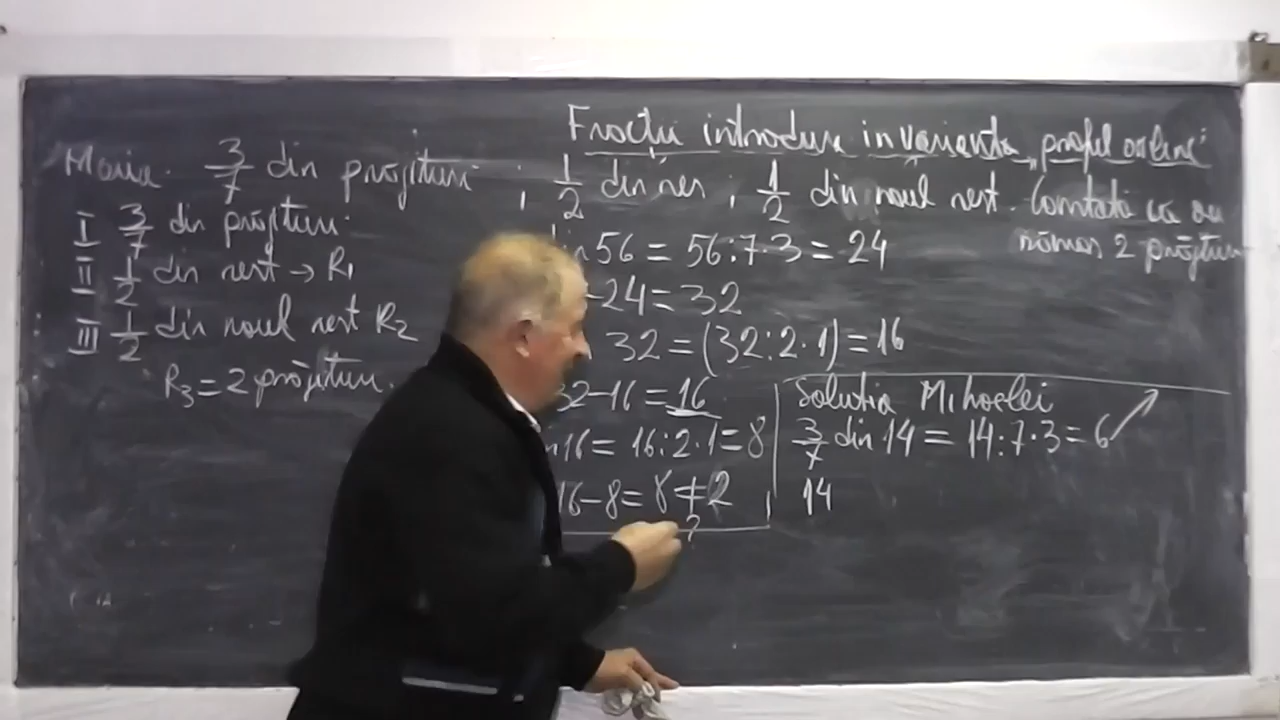 Fracții introduse in varianta „proful online"
Maria. 3/7 din prăjituri ; 1/2 din res ; 1/2 din noul rest. Constată că au
rămas 2 prăjituri
I 3/7 din prăjituri.
II 1/2 din rest → R1
III 1/2 din noul rest R2
R3 = 2 prăjituri.
56 = 56:7·3 = 24
-24 = 32
32 = (32:2·1) = 16
32-16 = 16
16 = 16:2·1 = 8
16-8 = 8 ≠ 2
?
Soluția Mihaelei
3/7 din 14 = 14:7·3 = 6
14